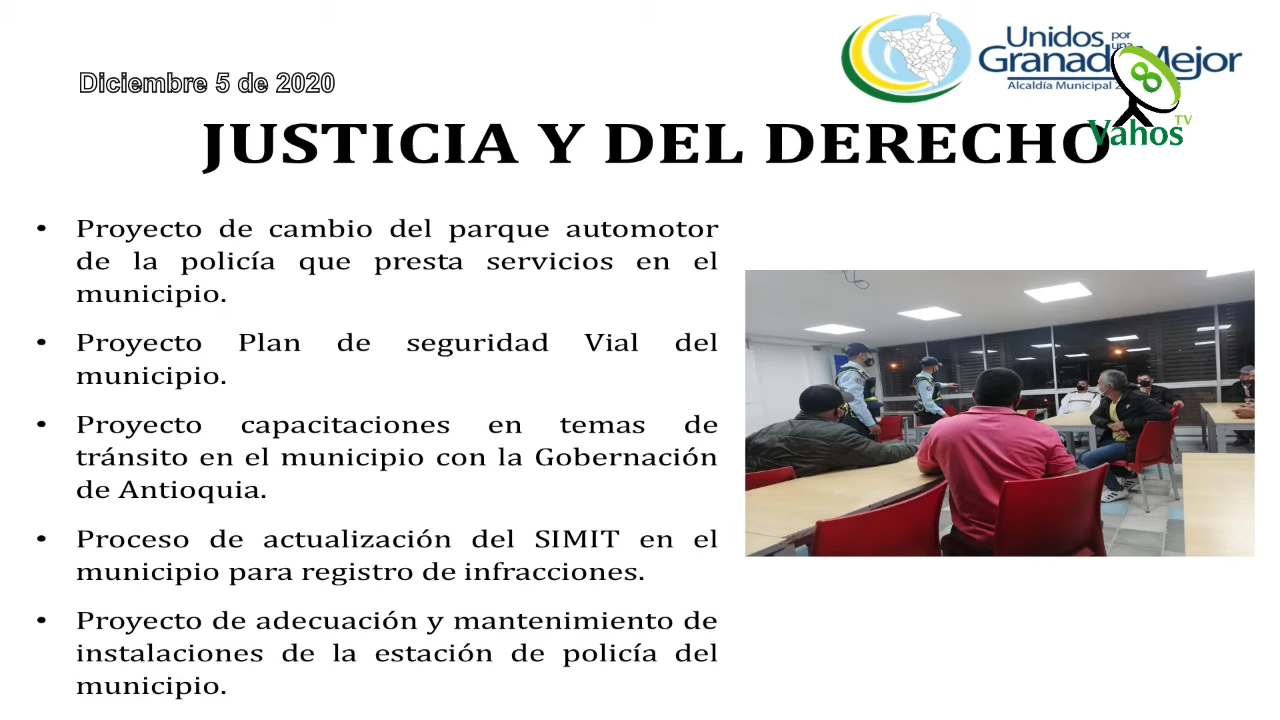 Diciembre 5 de 2020
Unidos por una
Granada Mejor
Alcaldía Municipal
8
Vahos TV
JUSTICIA Y DEL DERECHO
• Proyecto de cambio del parque automotor
de la policía que presta servicios en el
municipio.
• Proyecto Plan de seguridad Vial del
municipio.
• Proyecto capacitaciones en temas de
tránsito en el municipio con la Gobernación
de Antioquia.
• Proceso de actualización del SIMIT en el
municipio para registro de infracciones.
• Proyecto de adecuación y mantenimiento de
instalaciones de la estación de policía del
municipio.